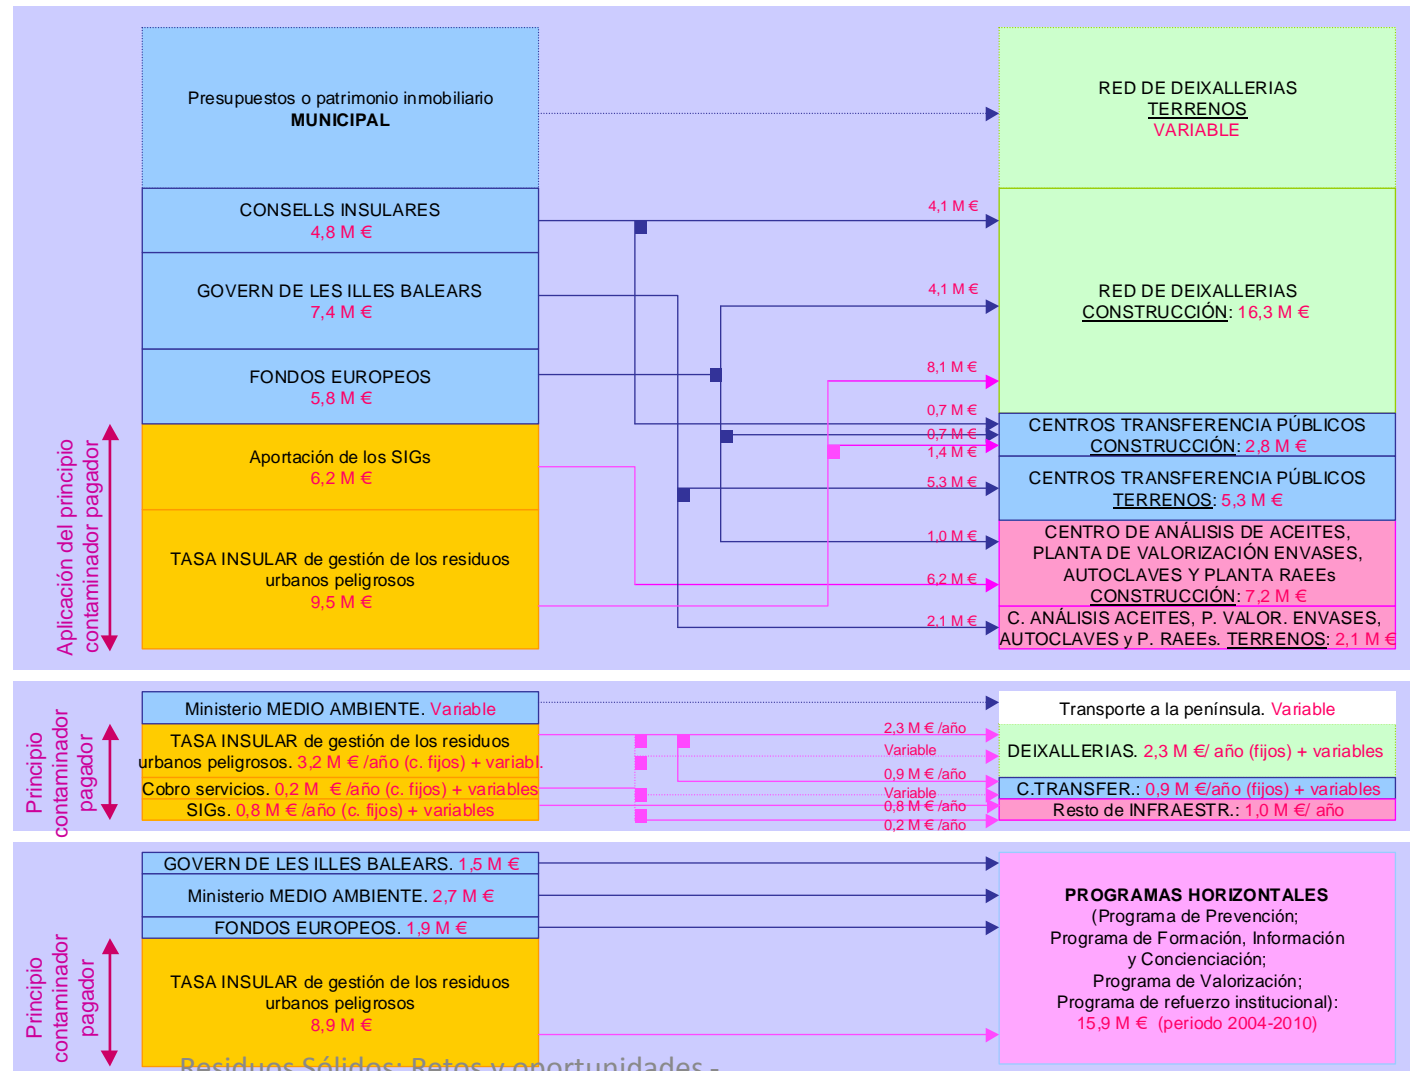 Presupuestos o patrimonio inmobiliario
MUNICIPAL
CONSELLS INSULARES
4,8 M €
GOVERN DE LES ILLES BALEARS
7,4 M €
FONDOS EUROPEOS
5,8 M €
Aplicación del principio
contaminador pagador
Aportación de los SIGs
6,2 M €
TASA INSULAR de gestión de los residuos
urbanos peligrosos
9,5 M €
4,1 M €
4,1 M €
8,1 M €
0,7 M €
0,7 M €
1,4 M €
5,3 M €
1,0 M €
6,2 M €
2,1 M €
RED DE DEIXALLERIAS
TERRENOS
VARIABLE
RED DE DEIXALLERIAS
CONSTRUCCIÓN: 16,3 M €
CENTROS TRANSFERENCIA PÚBLICOS
CONSTRUCCIÓN: 2,8 M €
CENTROS TRANSFERENCIA PÚBLICOS
TERRENOS: 5,3 M €
CENTRO DE ANÁLISIS DE ACEITES,
PLANTA DE VALORIZACIÓN ENVASES,
AUTOCLAVES Y PLANTA RAEEs
CONSTRUCCIÓN: 7,2 M €
C. ANÁLISIS ACEITES, P. VALOR. ENVASES,
AUTOCLAVES y P. RAEEs. TERRENOS: 2,1 M €
Principio
contaminador
pagador
Ministerio MEDIO AMBIENTE. Variable
TASA INSULAR de gestión de los residuos
urbanos peligrosos. 3,2 M € /año (c. fijos) + variabl.
Cobro servicios. 0,2 M € /año (c. fijos) + variables
SIGs. 0,8 M € /año (c. fijos) + variables
2,3 M € /año
Variable
0,9 M € /año
Variable
0,8 M € /año
0,2 M € /año
Transporte a la península. Variable
DEIXALLERIAS. 2,3 M €/ año (fijos) + variables
C.TRANSFER.: 0,9 M €/año (fijos) + variables
Resto de INFRAESTR.: 1,0 M €/ año
Principio
contaminador
pagador
GOVERN DE LES ILLES BALEARS. 1,5 M €
Ministerio MEDIO AMBIENTE. 2,7 M €
FONDOS EUROPEOS. 1,9 M €
TASA INSULAR de gestión de los residuos
urbanos peligrosos
8,9 M €
PROGRAMAS HORIZONTALES
(Programa de Prevención;
Programa de Formación, Información
y Concienciación;
Programa de Valorización;
Programa de refuerzo institucional):
15,9 M € (periodo 2004-2010)
Residuos Sólidos: Retos y oportunidades -